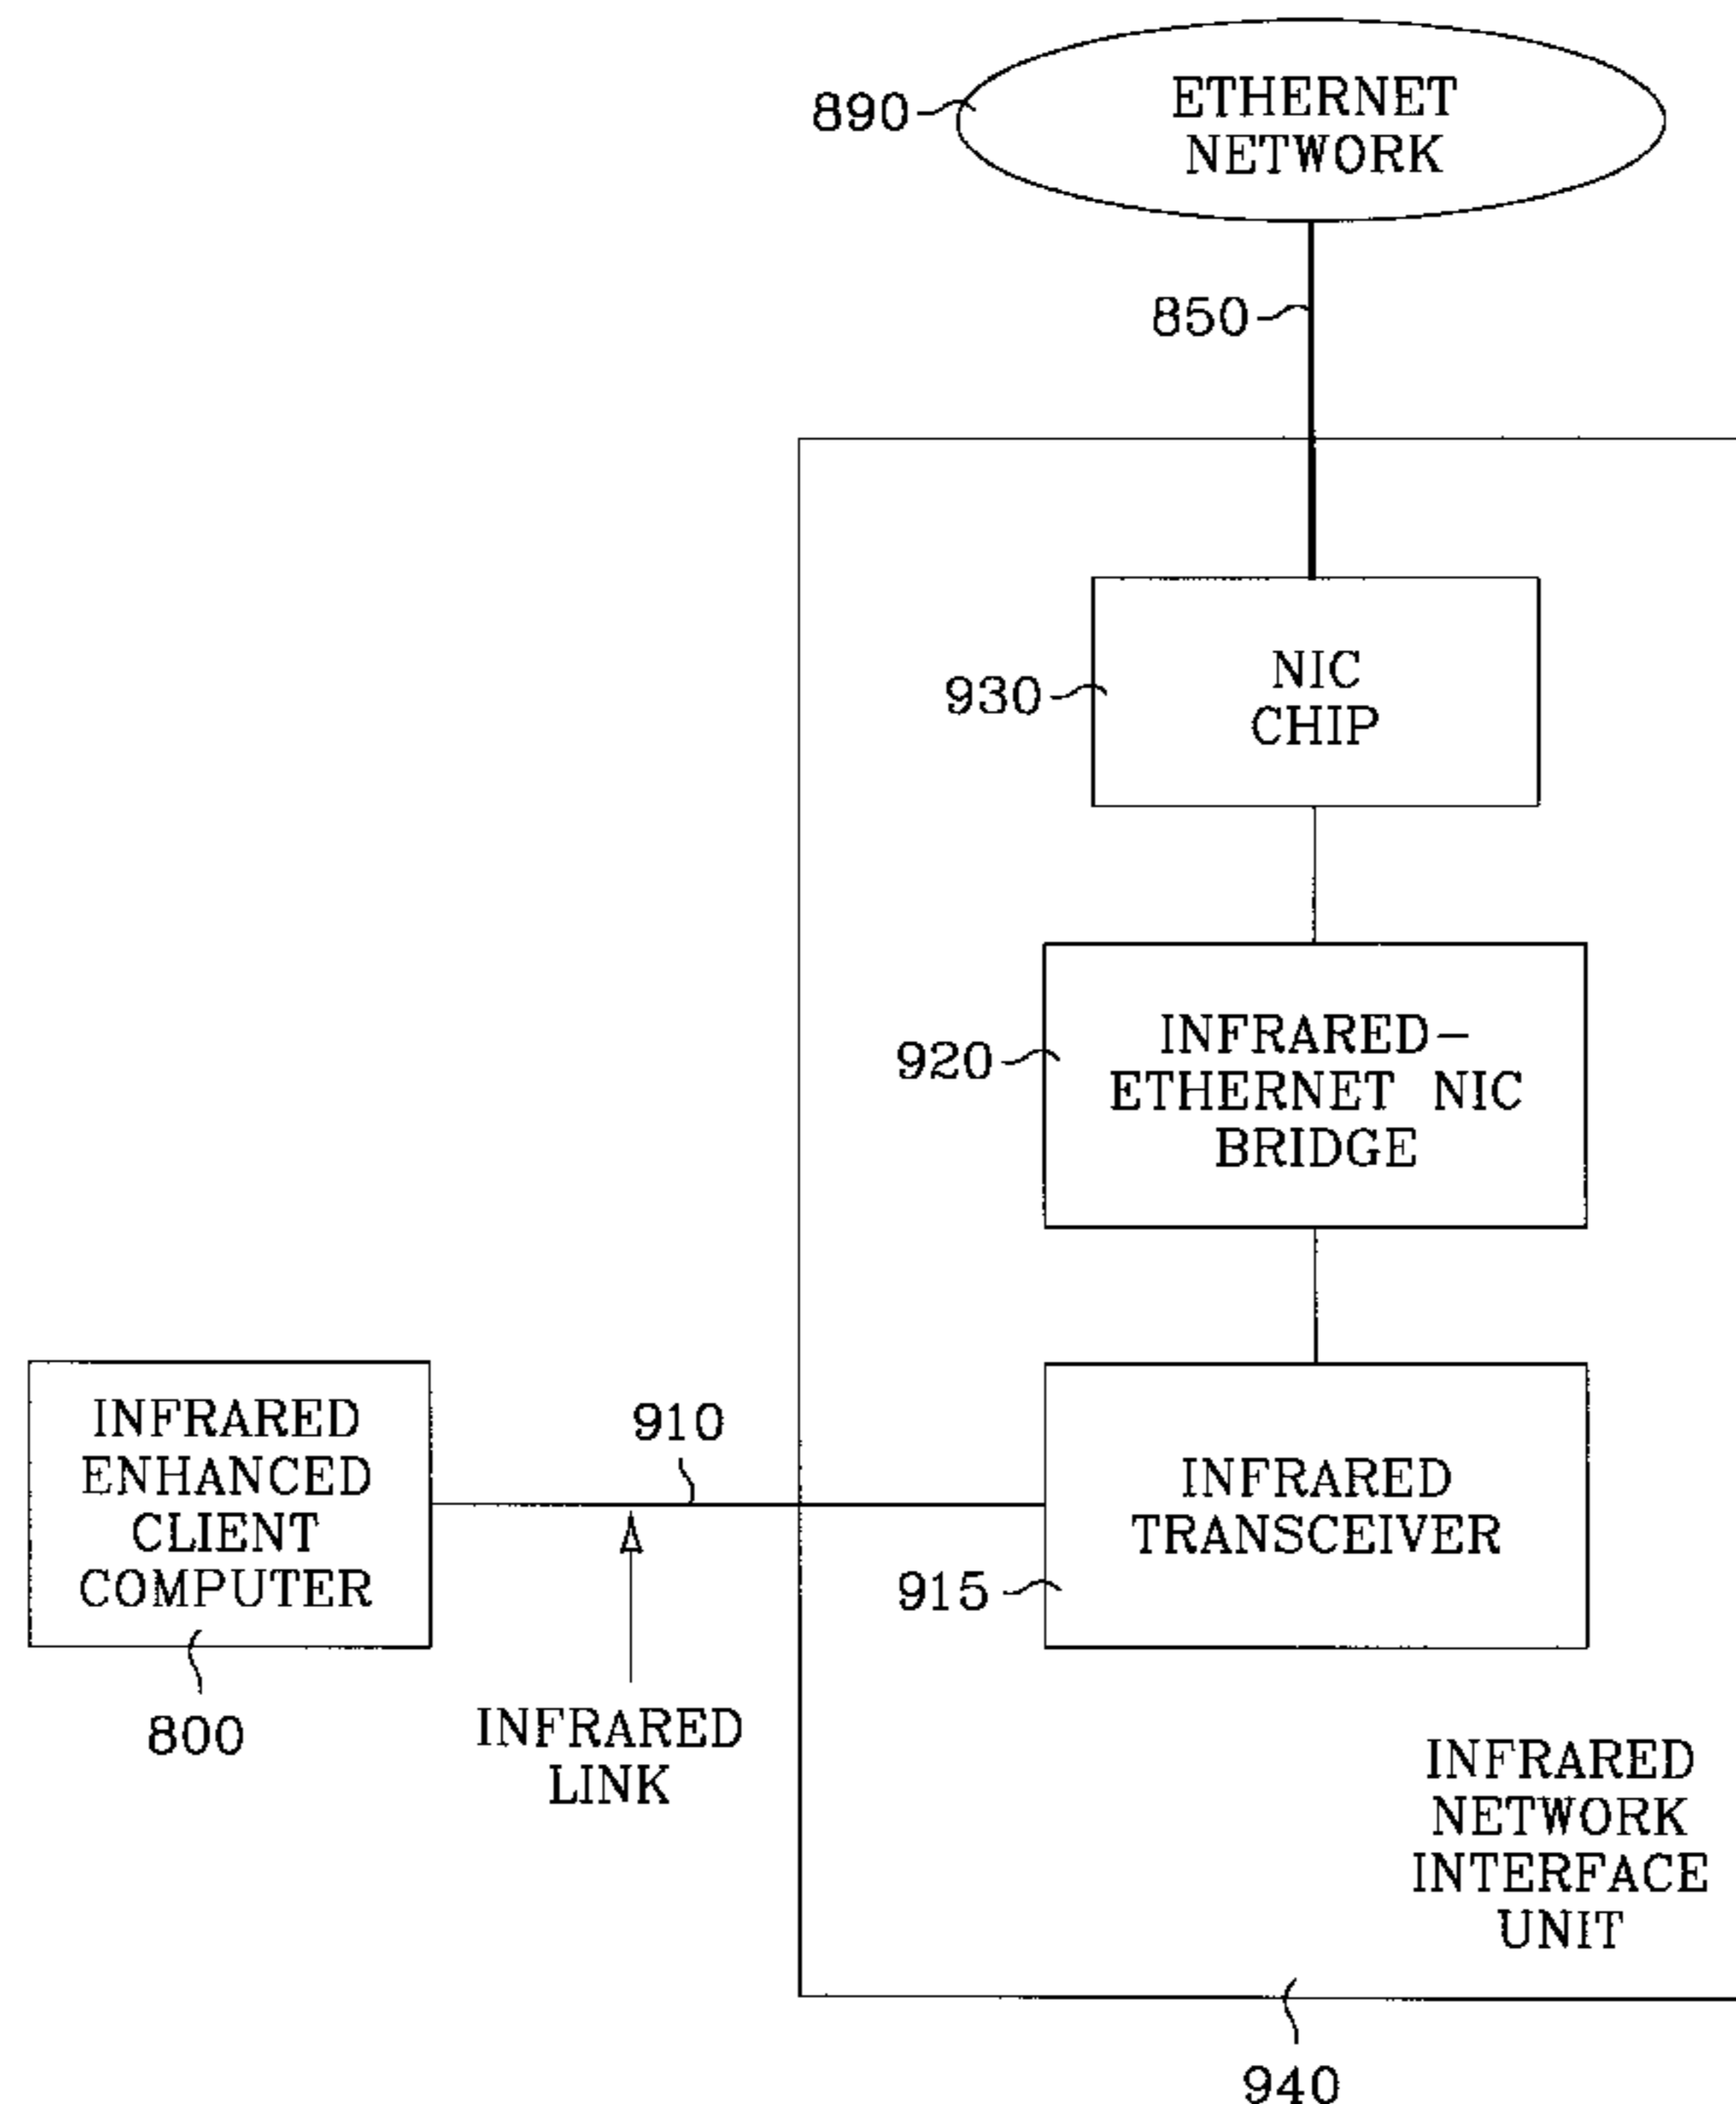 ETHERNET
NETWORK
890
850
NIC
CHIP
930
INFRARED-
ETHERNET NIC
BRIDGE
920
INFRARED
ENHANCED
CLIENT
COMPUTER
800
910
INFRARED
LINK
INFRARED
TRANSCEIVER
915
INFRARED
NETWORK
INTERFACE
UNIT
940